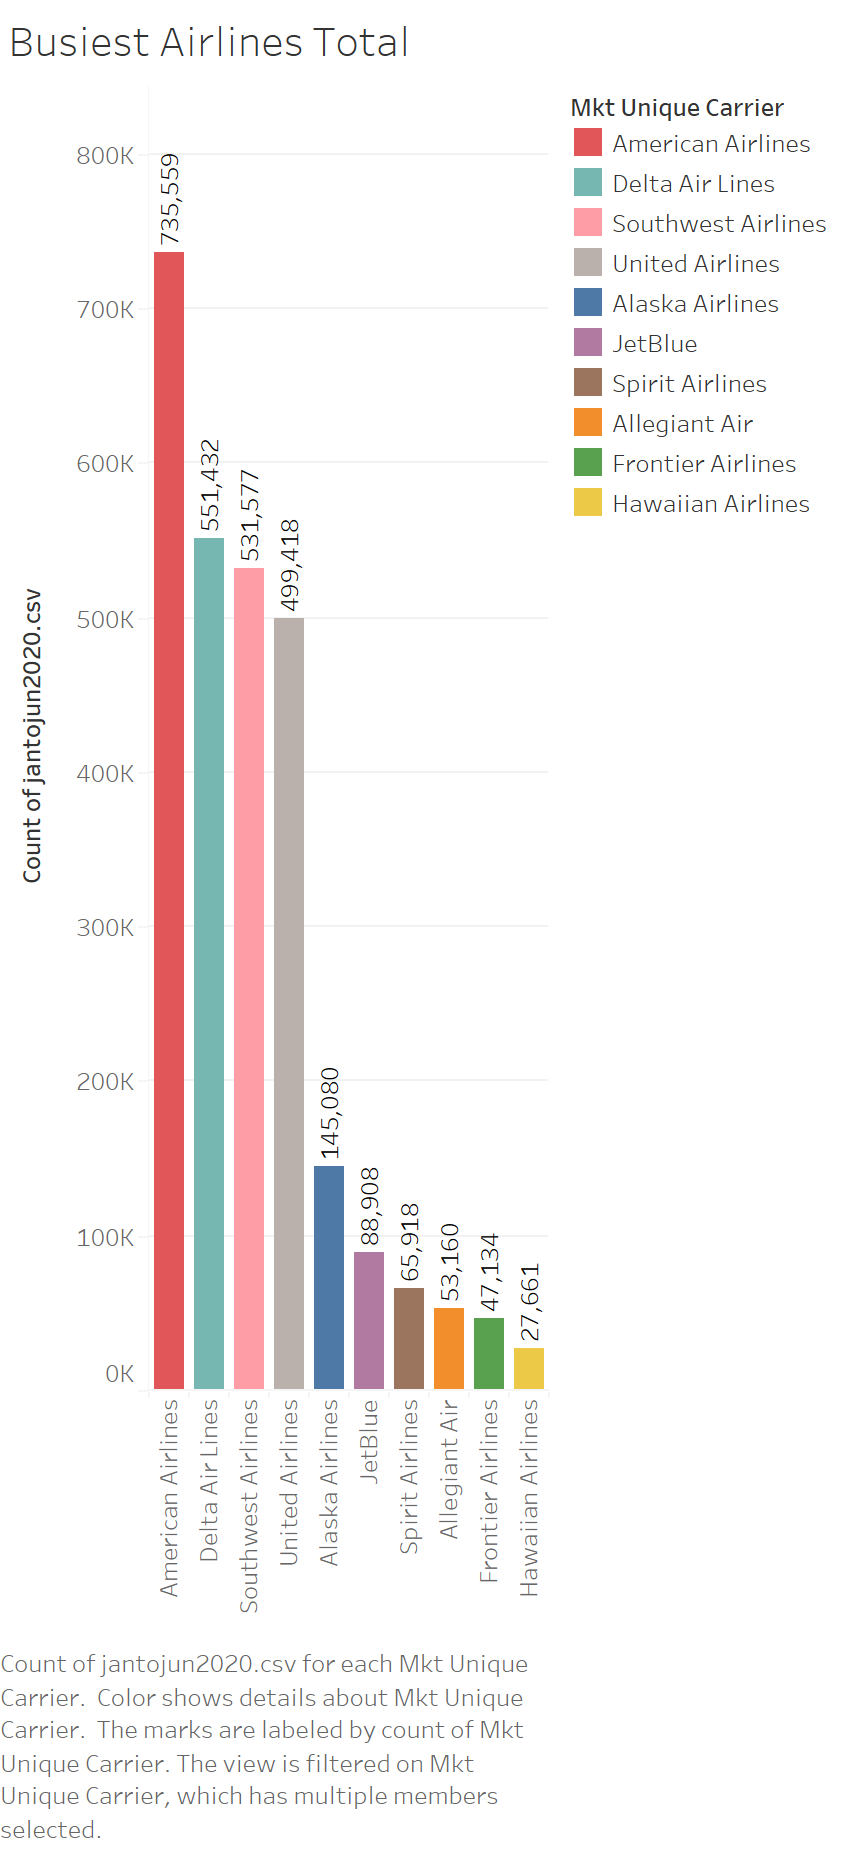 Busiest Airlines Total
Mkt Unique Carrier
American Airlines
Delta Air Lines
Southwest Airlines
United Airlines
Alaska Airlines
JetBlue
Spirit Airlines
Allegiant Air
Frontier Airlines
Hawaiian Airlines
Count of jantojun2020.csv
800K
700K
600K
500K
400K
300K
200K
100K
0K
735,559
551,432
531,577
499,418
145,080
88,908
65,918
53,160
47,134
27,661
American Airlines
Delta Air Lines
Southwest Airlines
United Airlines
Alaska Airlines
JetBlue
Spirit Airlines
Allegiant Air
Frontier Airlines
Hawaiian Airlines
Count of jantojun2020.csv for each Mkt Unique
Carrier.  Color shows details about Mkt Unique
Carrier.  The marks are labeled by count of Mkt
Unique Carrier. The view is filtered on Mkt
Unique Carrier, which has multiple members
selected.